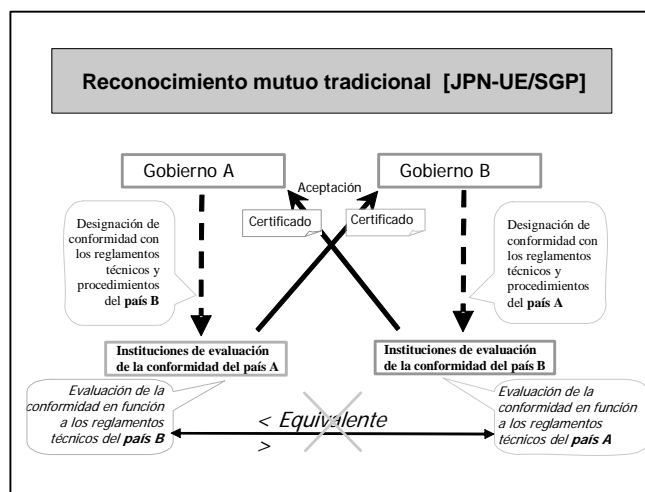 Reconocimiento mutuo tradicional [JPN-UE/SGP]
Gobierno A
Gobierno B
Aceptación
Certificado
Certificado
Designación de
conformidad con
los reglamentos
técnicos y
procedimientos
del país B
Designación de
conformidad con
los reglamentos
técnicos y
procedimientos
del país A
Instituciones de evaluación
de la conformidad del país A
Instituciones de evaluación
de la conformidad del país B
Evaluación de la
conformidad en función
a los reglamentos
técnicos del país B
< Equivalente
>
Evaluación de la
conformidad en función
a los reglamentos
técnicos del país A